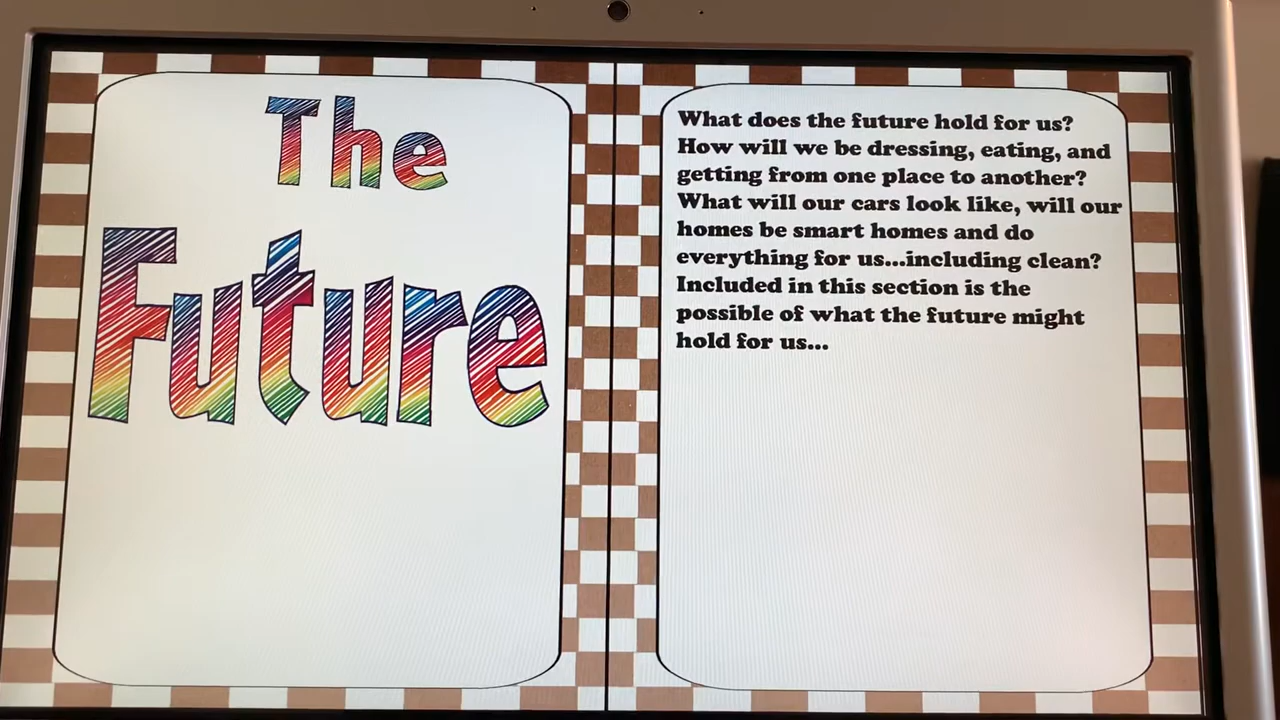 The
Future
What does the future hold for us?
How will we be dressing, eating, and
getting from one place to another?
What will our cars look like, will our
homes be smart homes and do
everything for us...including clean?
Included in this section is the
possible of what the future might
hold for us...